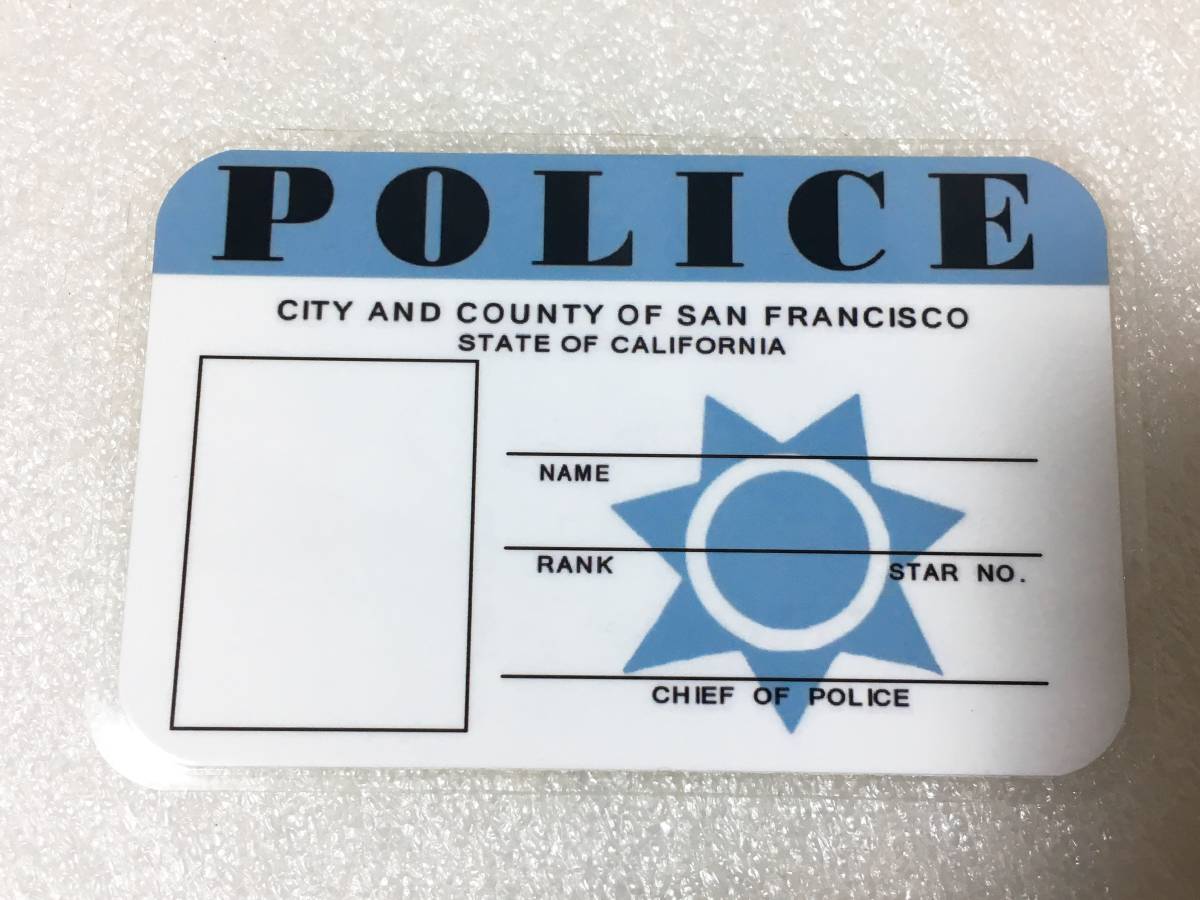 POLICE
CITY AND COUNTY OF SAN FRANCISCO
STATE OF CALIFORNIA
NAME
RANK STAR NO.
CHIEF OF POLICE